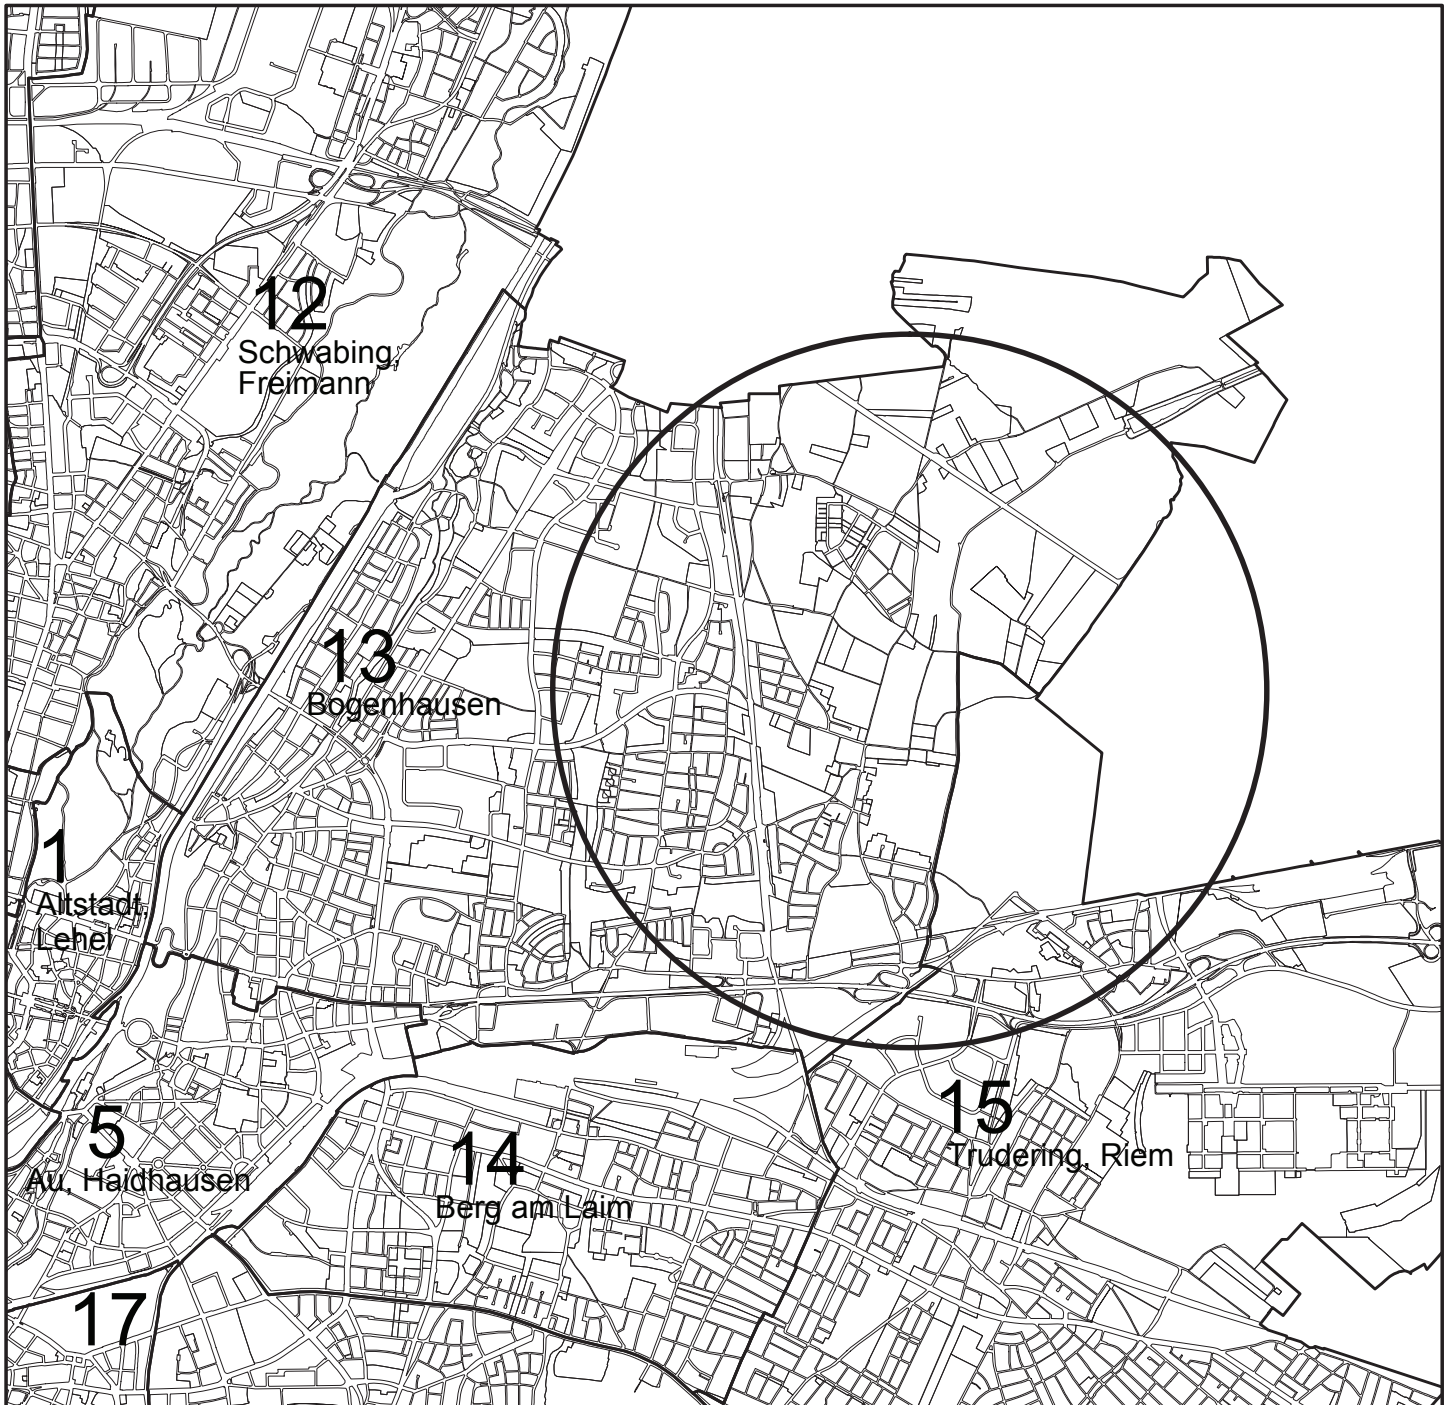 12
Schwabing,
Freimann
13
Bogenhausen
1
Altstadt,
Lehel
5
Au, Haidhausen
14
Berg am Laim
15
Trudering, Riem
17